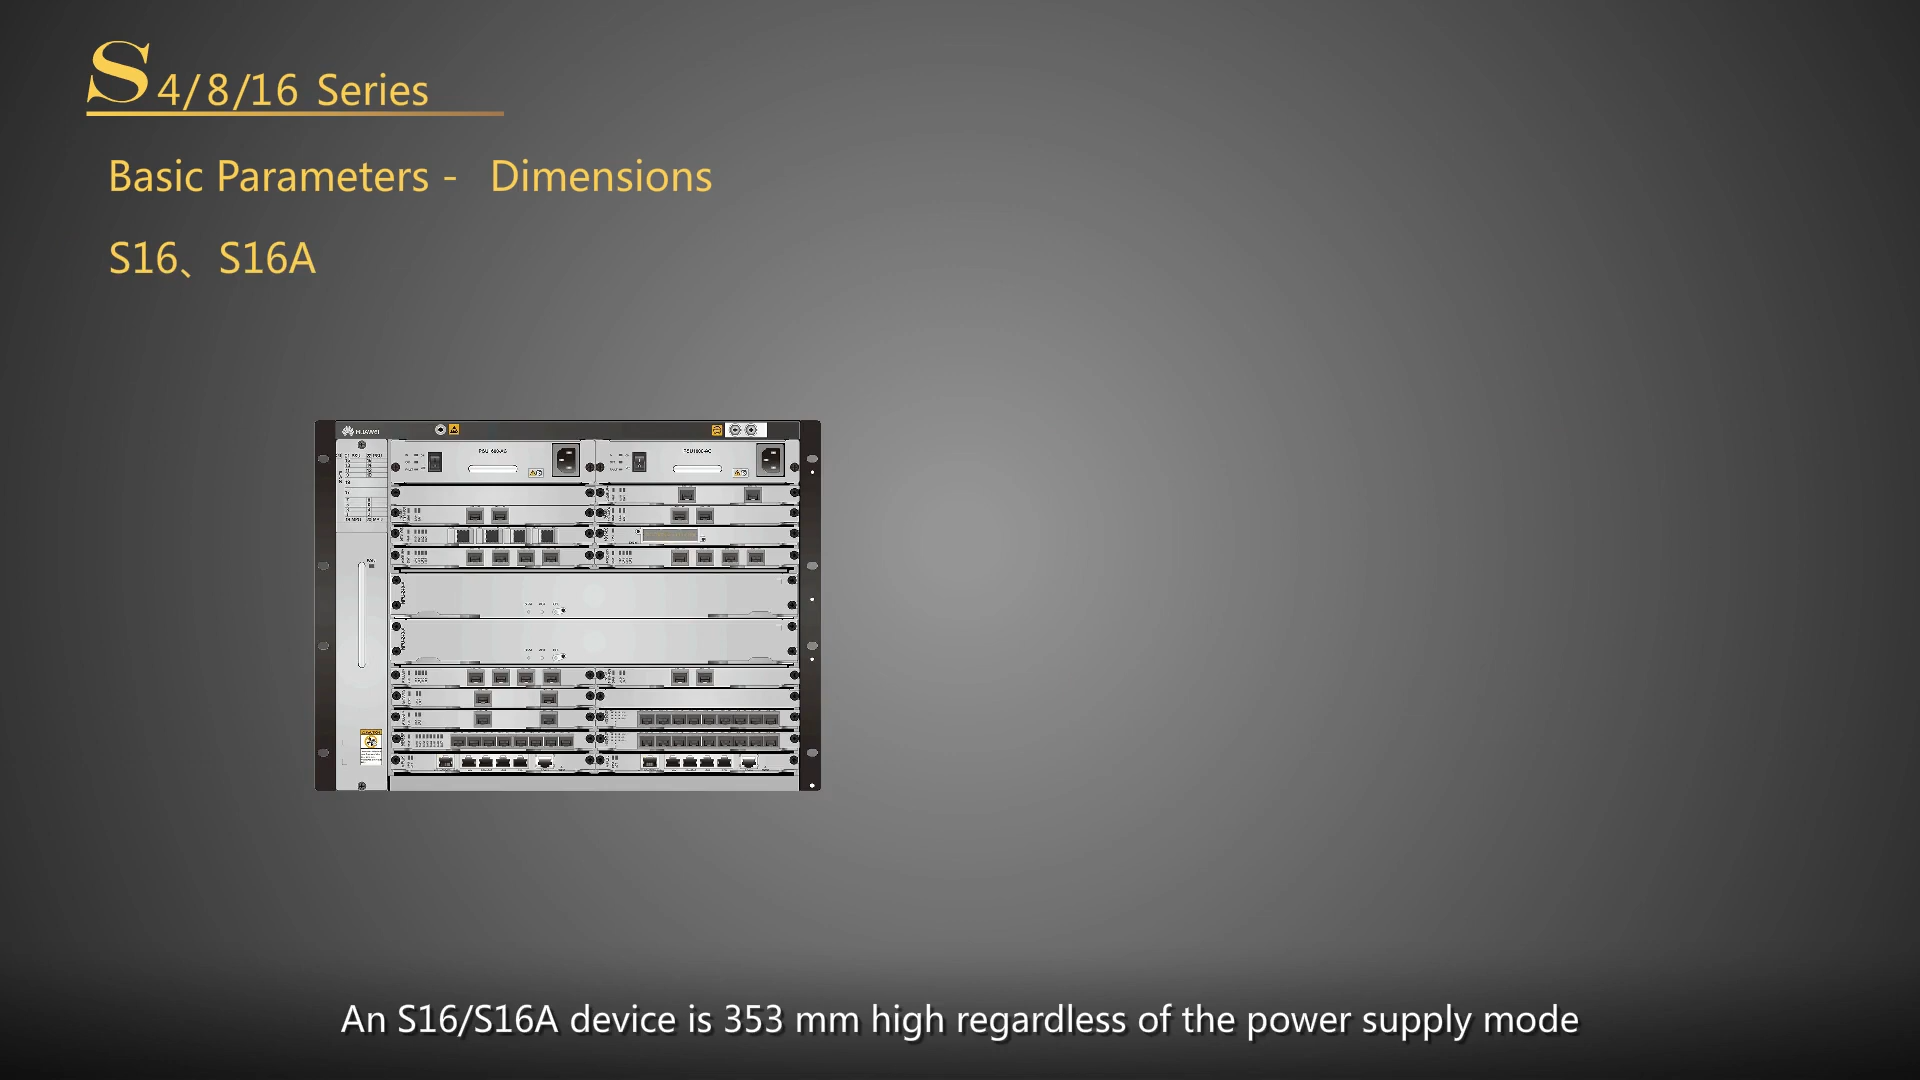 S4/8/16 Series
Basic Parameters - Dimensions
S16、S16A
HUAWEI
An S16/S16A device is 353 mm high regardless of the power supply mode